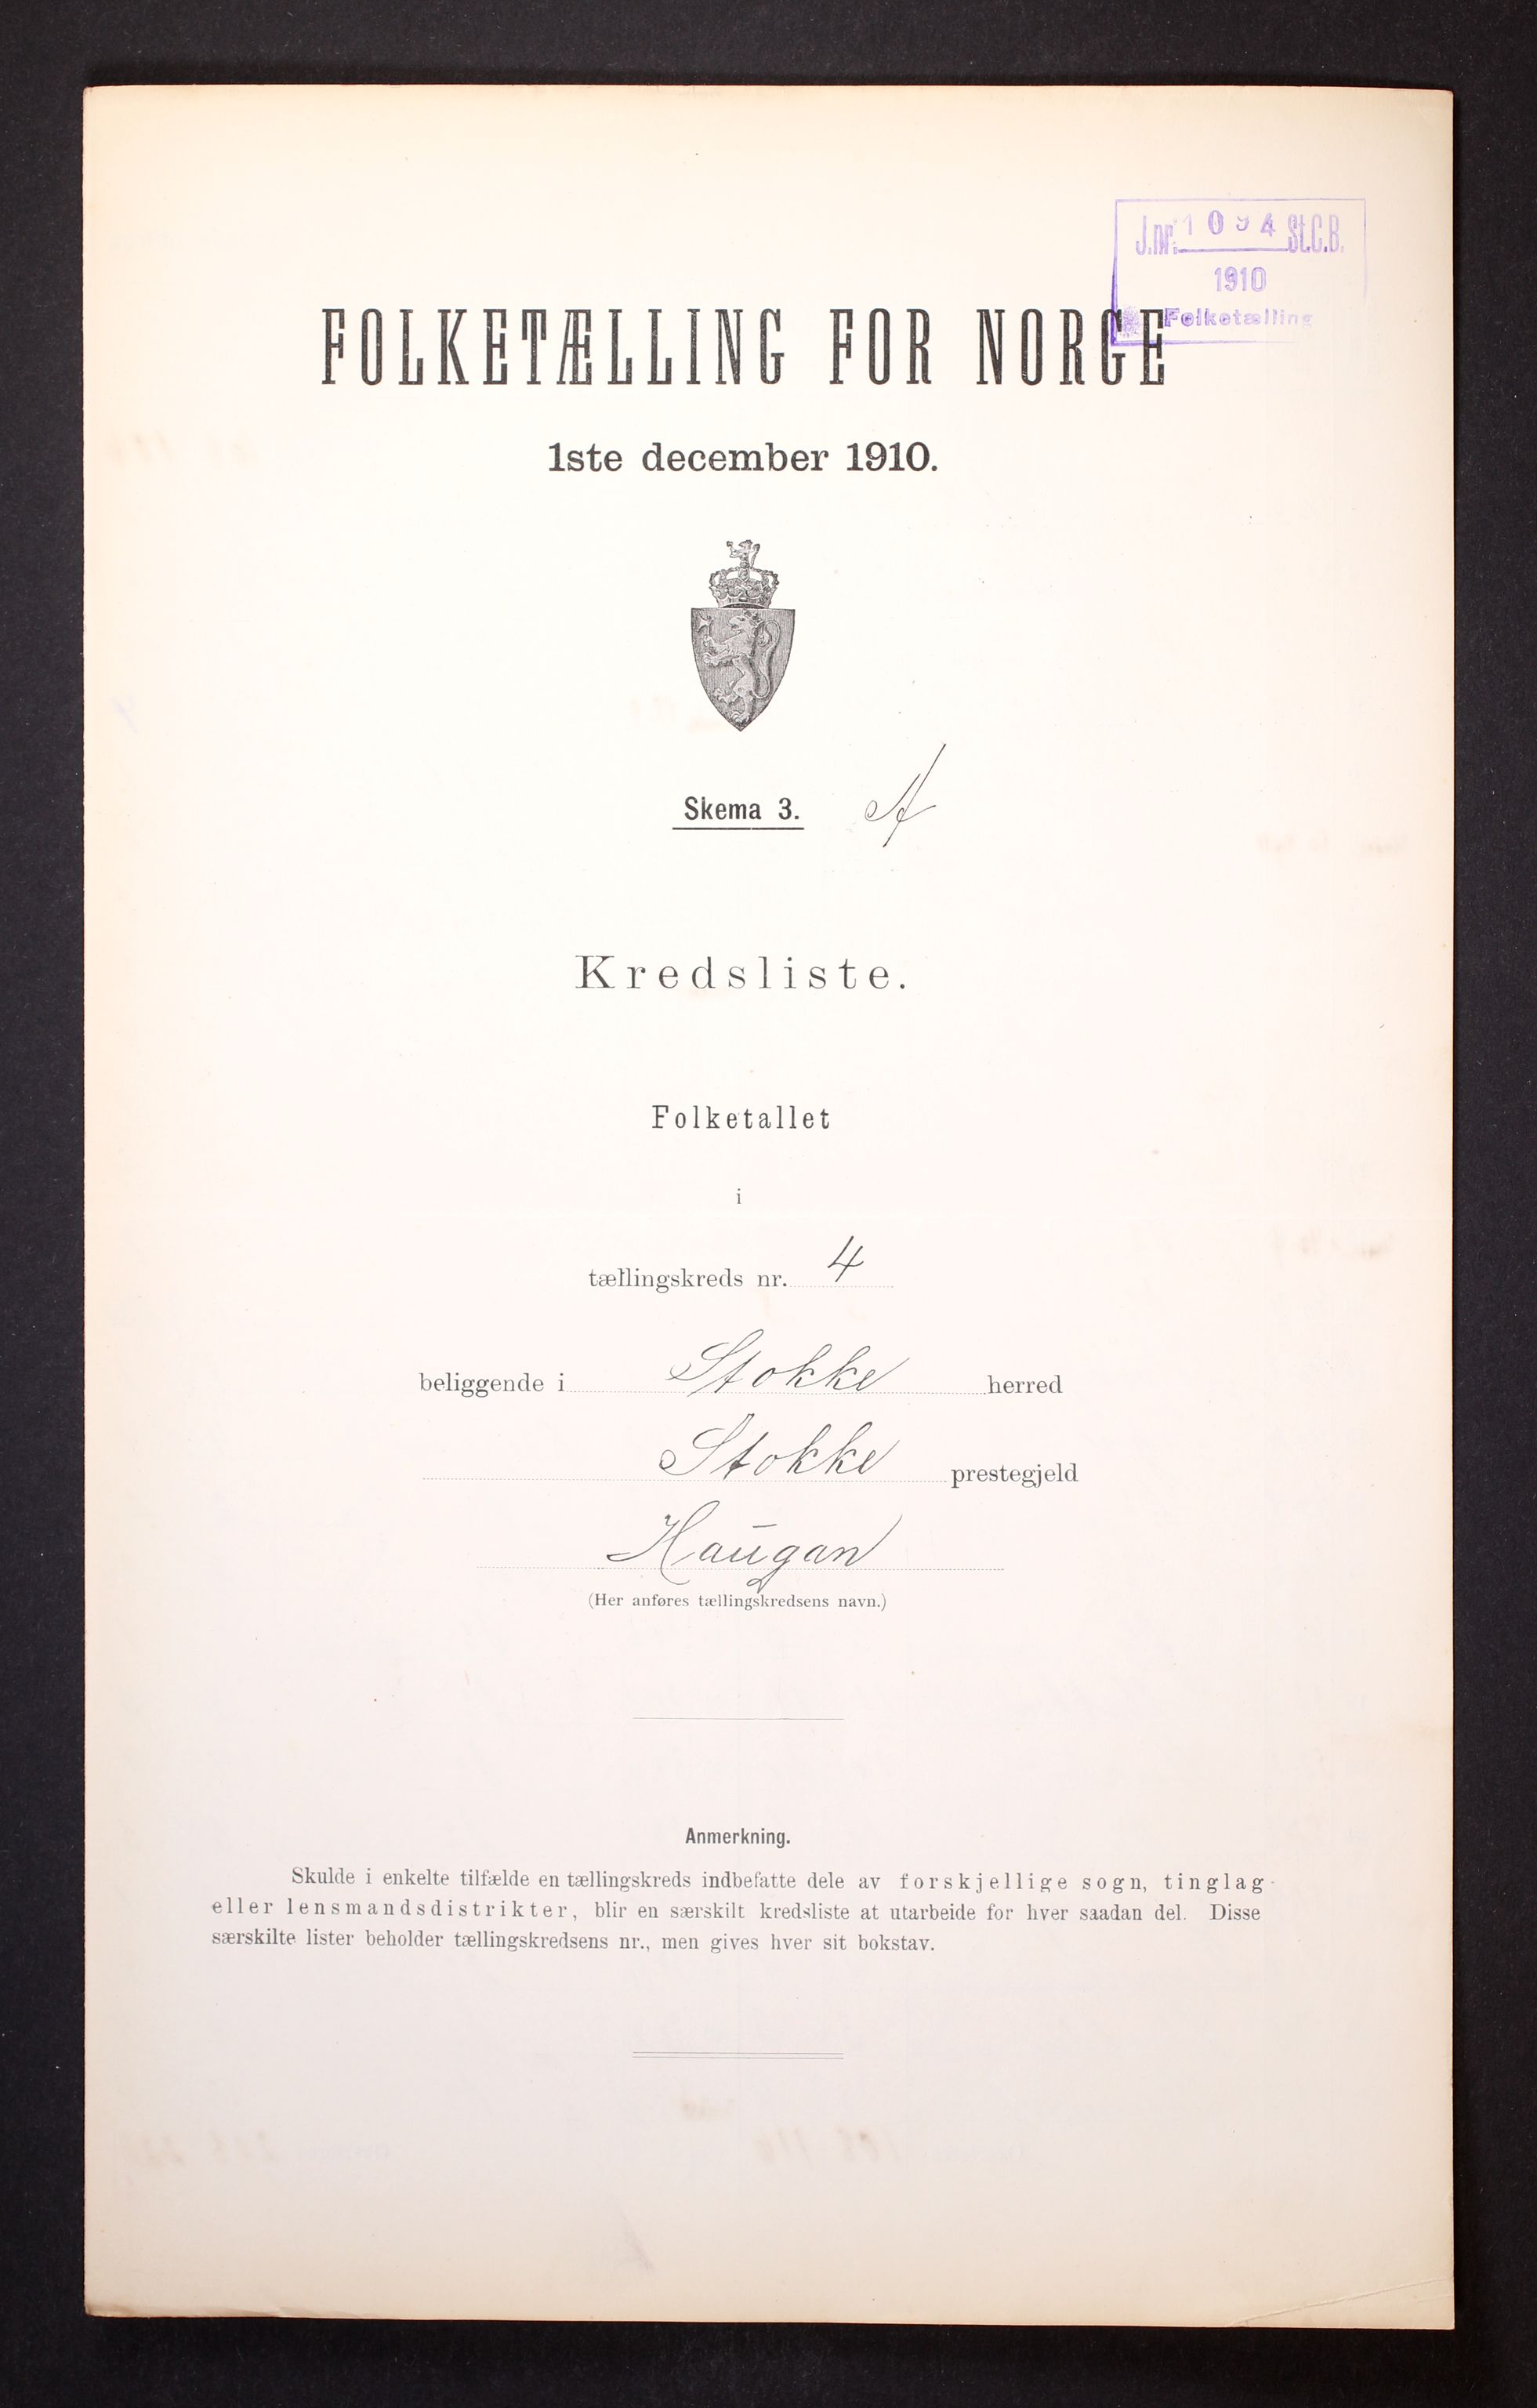 J.nr. 1094 St.C.B.
1910
Folketælling
FOLKETÆLLING FOR NORGE
1ste december 1910.
Skema 3. A
Kredsliste.
Folketallet
i
tællingskreds nr. 4
beliggende i Stokke herred
Stokke prestegjeld
Haugan
(Her anføres tællingskredsens navn.)
Anmerkning.
Skulde i enkelte tilfælde en tællingskreds indbefatte dele av forskjellige sogn, tinglag
eller lensmandsdistrikter, blir en særskilt kredsliste at utarbeide for hver saadan del. Disse
særskilte lister beholder tællingskredsens nr., men gives hver sit bokstav.